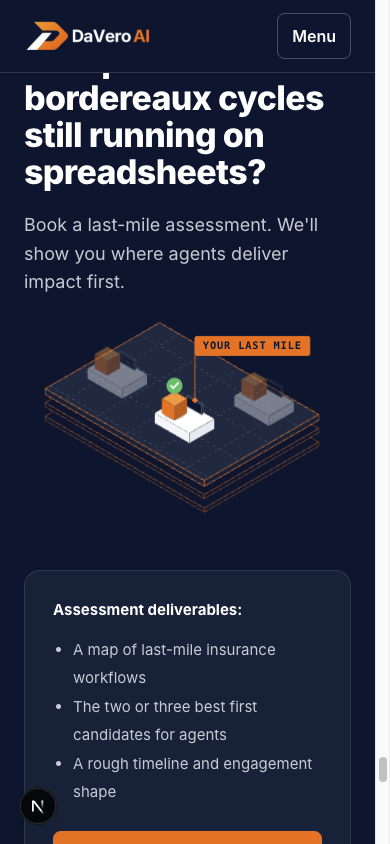 DaVero AI
Menu
bordereaux cycles
still running on
spreadsheets?
Book a last-mile assessment. We'll
show you where agents deliver
impact first.
YOUR LAST MILE
Assessment deliverables:
• A map of last-mile insurance
workflows
• The two or three best first
candidates for agents
• A rough timeline and engagement
shape
N